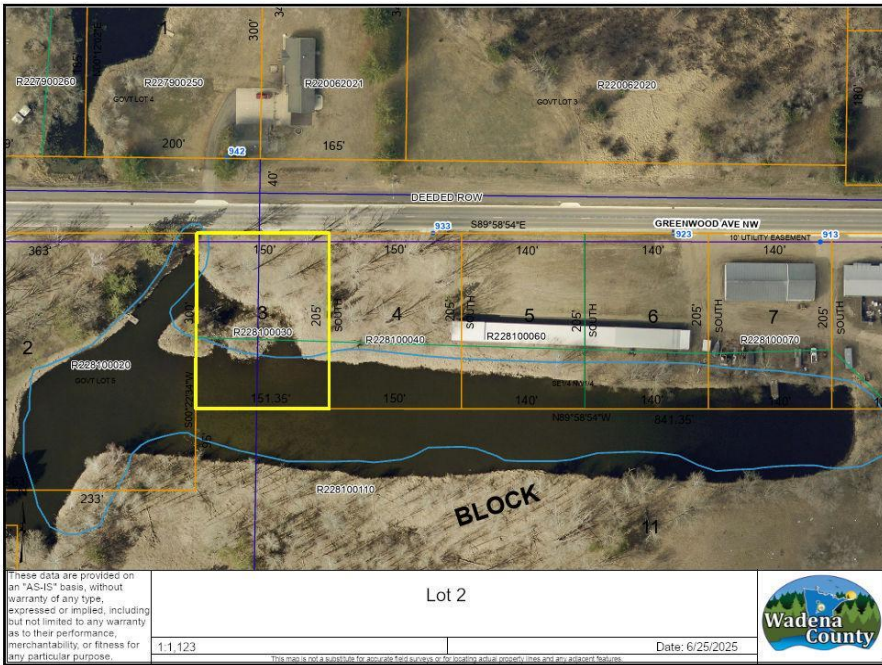 1
300'
R227900260
R227900250
GOVT LOT 4
R220062021
R220062020
GOVT LOT 3
180'
200'
942
165'
40'
DEEDED ROW
933
S89°58'54"E
GREENWOOD AVE NW
923
10' UTILITY EASEMENT
913
363'
150'
150'
140'
140'
140'
300'
3
205'
SOUTH
4
205'
SOUTH
5
205'
SOUTH
6
205'
SOUTH
7
205'
SOUTH
2
R228100030
R228100040
R228100060
R228100070
R228100020
GOVT LOT 5
S00°22'34"W
151.35'
150'
140'
140'
140'
N89°58'54"W
841.35
95'
233'
R228100110
BLOCK
11
These data are provided on
an "AS-IS" basis, without
warranty of any type,
expressed or implied, including
but not limited to any warranty
as to their performance,
merchantability, or fitness for
any particular purpose.
Lot 2
1:1,123
Date: 6/25/2025
This map is not a substitute for accurate field surveys or for locating actual property lines and any adjacent features.
Wadena
County